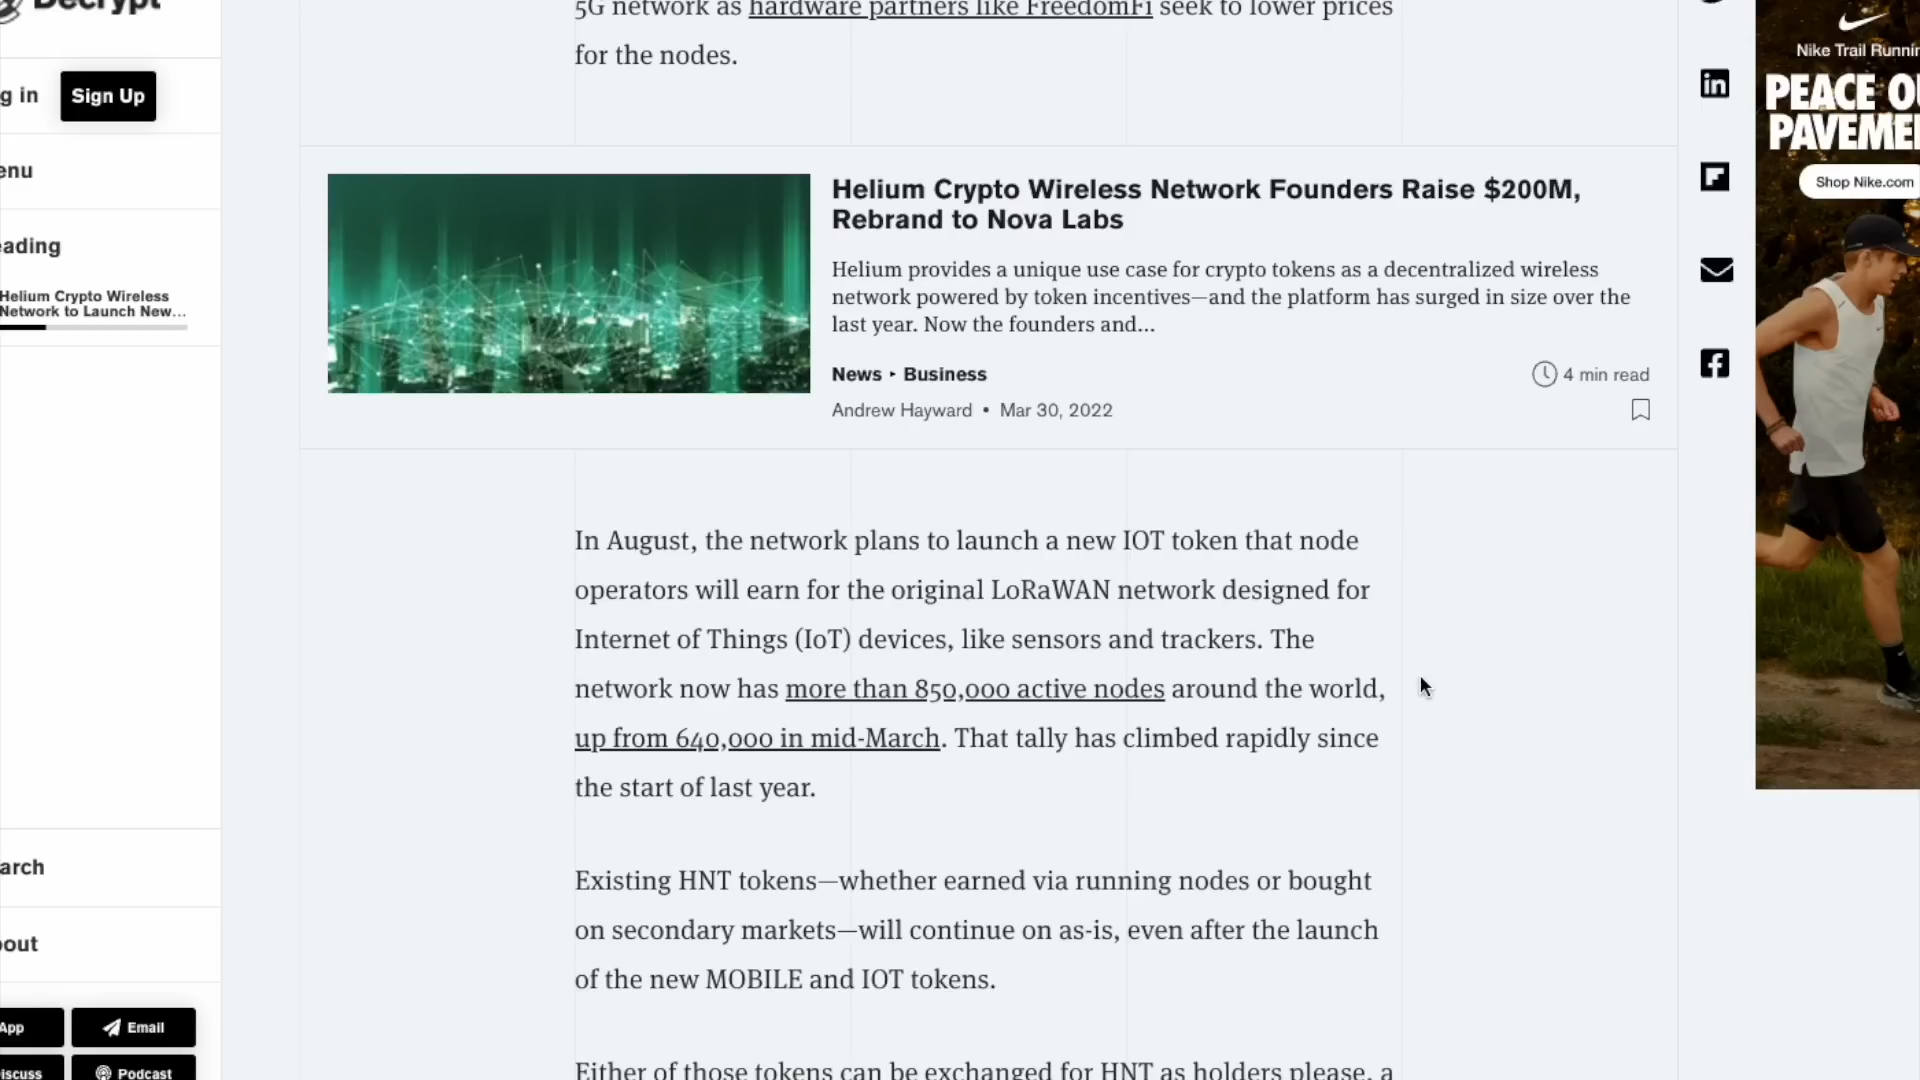 Decrypt
g in
Sign Up
enu
eading
Helium Crypto Wireless
Network to Launch New...
arch
out
App
Email
iscuss
Podcast
5G network as hardware partners like FreedomFi seek to lower prices
for the nodes.
Helium Crypto Wireless Network Founders Raise $200M,
Rebrand to Nova Labs
Helium provides a unique use case for crypto tokens as a decentralized wireless
network powered by token incentives—and the platform has surged in size over the
last year. Now the founders and...
News ‣ Business
4 min read
Andrew Hayward • Mar 30, 2022
In August, the network plans to launch a new IOT token that node
operators will earn for the original LoRaWAN network designed for
Internet of Things (IoT) devices, like sensors and trackers. The
network now has more than 850,000 active nodes around the world,
up from 640,000 in mid-March. That tally has climbed rapidly since
the start of last year.
Existing HNT tokens—whether earned via running nodes or bought
on secondary markets—will continue on as-is, even after the launch
of the new MOBILE and IOT tokens.
Either of those tokens can be exchanged for HNT as holders please, a
in
Nike Trail Runnin
PEACE OU
PAVEME
Shop Nike.com